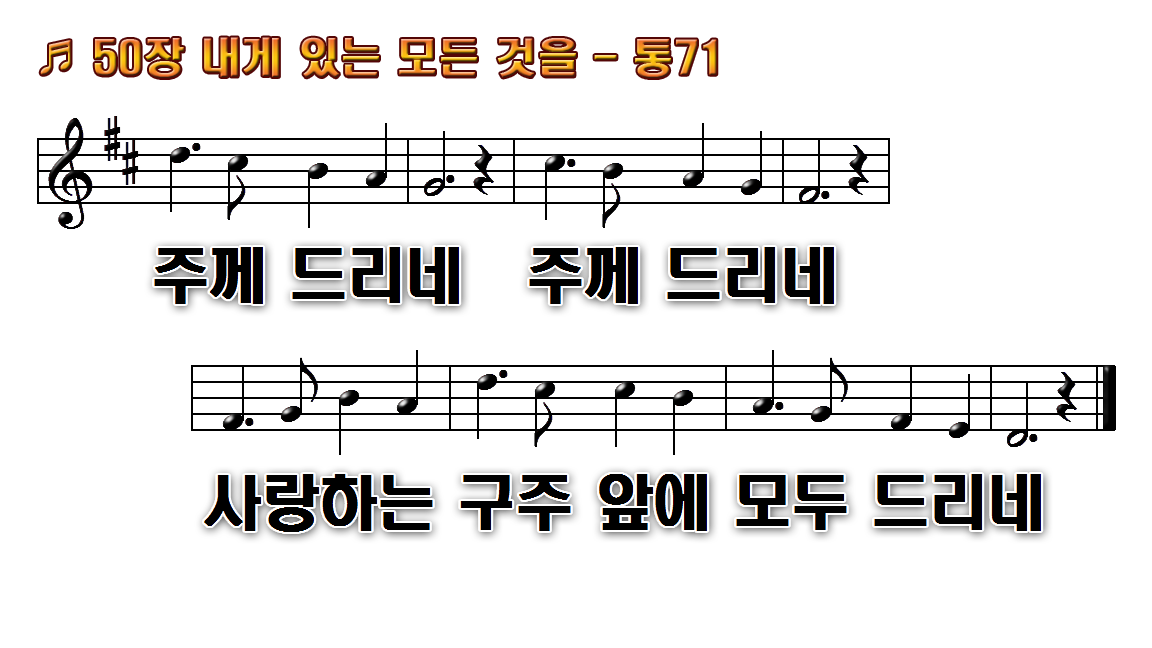 ♬ 50장 내게 있는 모든 것을 - 통71
주께 드리네 주께 드리네
사랑하는 구주 앞에 모두 드리네